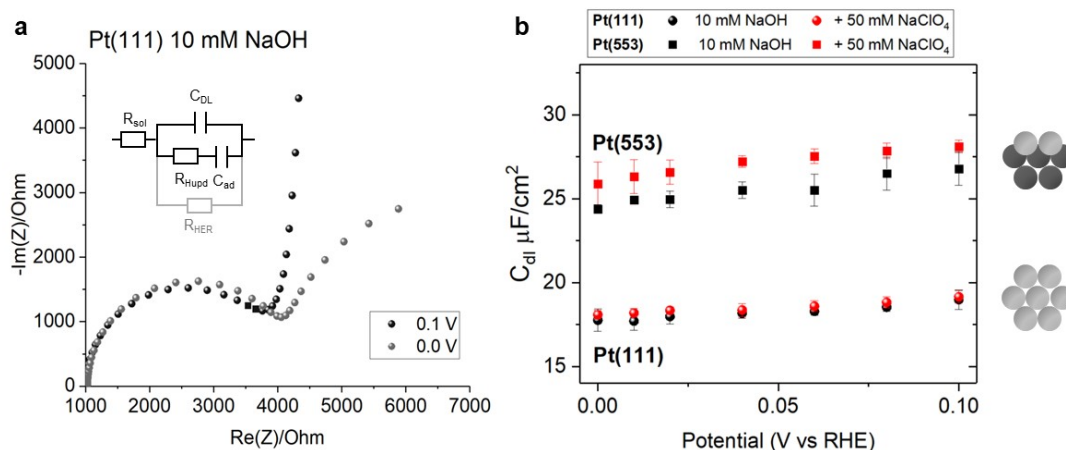 a
Pt(111) 10 mM NaOH
5000
4000
3000
2000
1000
0
-Im(Z)/Ohm
C_DL
R_sol
R_Hupd C_ad
R_HER
0.1 V
0.0 V
1000 2000 3000 4000 5000 6000 7000
Re(Z)/Ohm
b
Pt(111) 10 mM NaOH + 50 mM NaClO₄
Pt(553) 10 mM NaOH + 50 mM NaClO₄
30
25
20
15
C_dl µF/cm²
Pt(553)
Pt(111)
0.00 0.05 0.10
Potential (V vs RHE)